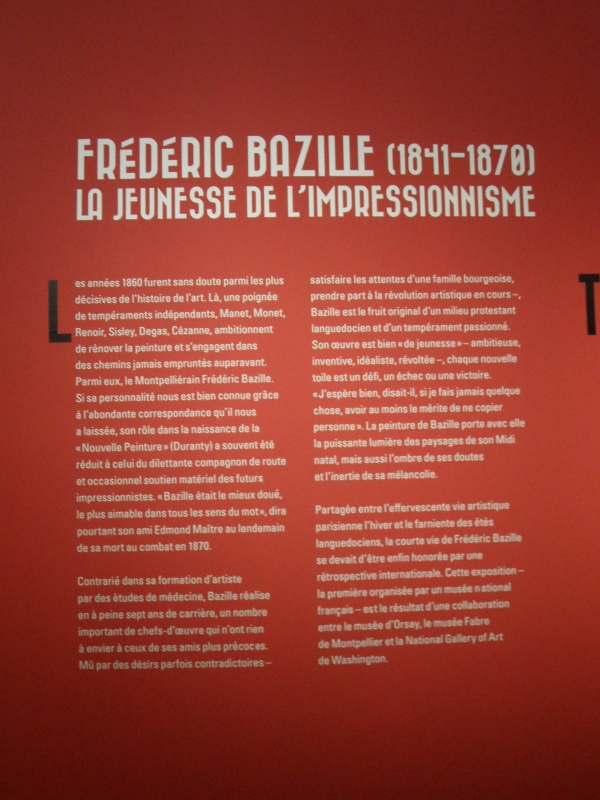 FRÉDÉRIC BAZILLE (1841-1870)
LA JEUNESSE DE L'IMPRESSIONNISME
Les années 1860 furent sans doute parmi les plus
décisives de l'histoire de l'art. Là, une poignée
de tempéraments indépendants, Manet, Monet,
Renoir, Sisley, Degas, Cézanne, ambitionnent
de rénover la peinture et s'engagent dans
des chemins jamais empruntés auparavant.
Parmi eux, le Montpelliérain Frédéric Bazille.
Si sa personnalité nous est bien connue grâce
à l'abondante correspondance qu'il nous
a laissée, son rôle dans la naissance de la
« Nouvelle Peinture » (Duranty) a souvent été
réduit à celui du dilettante compagnon de route
et occasionnel soutien matériel des futurs
impressionnistes. « Bazille était le mieux doué,
le plus aimable dans tous les sens du mot », dira
pourtant son ami Edmond Maître au lendemain
de sa mort au combat en 1870.
Contrarié dans sa formation d'artiste
par des études de médecine, Bazille réalise
en à peine sept ans de carrière, un nombre
important de chefs-d'œuvre qui n'ont rien
à envier à ceux de ses amis plus précoces.
Mû par des désirs parfois contradictoires –
satisfaire les attentes d'une famille bourgeoise,
prendre part à la révolution artistique en cours –,
Bazille est le fruit original d'un milieu protestant
languedocien et d'un tempérament passionné.
Son œuvre est bien « de jeunesse » – ambitieuse,
inventive, idéaliste, révoltée –, chaque nouvelle
toile est un défi, un échec ou une victoire.
« J'espère bien, disait-il, si je fais jamais quelque
chose, avoir au moins le mérite de ne copier
personne ». La peinture de Bazille porte avec elle
la puissante lumière des paysages de son Midi
natal, mais aussi l'ombre de ses doutes
et l'inertie de sa mélancolie.
Partagée entre l'effervescente vie artistique
parisienne l'hiver et le farniente des étés
languedociens, la courte vie de Frédéric Bazille
se devait d'être enfin honorée par une
rétrospective internationale. Cette exposition –
la première organisée par un musée national
français – est le résultat d'une collaboration
entre le musée d'Orsay, le musée Fabre
de Montpellier et la National Gallery of Art
de Washington.
T